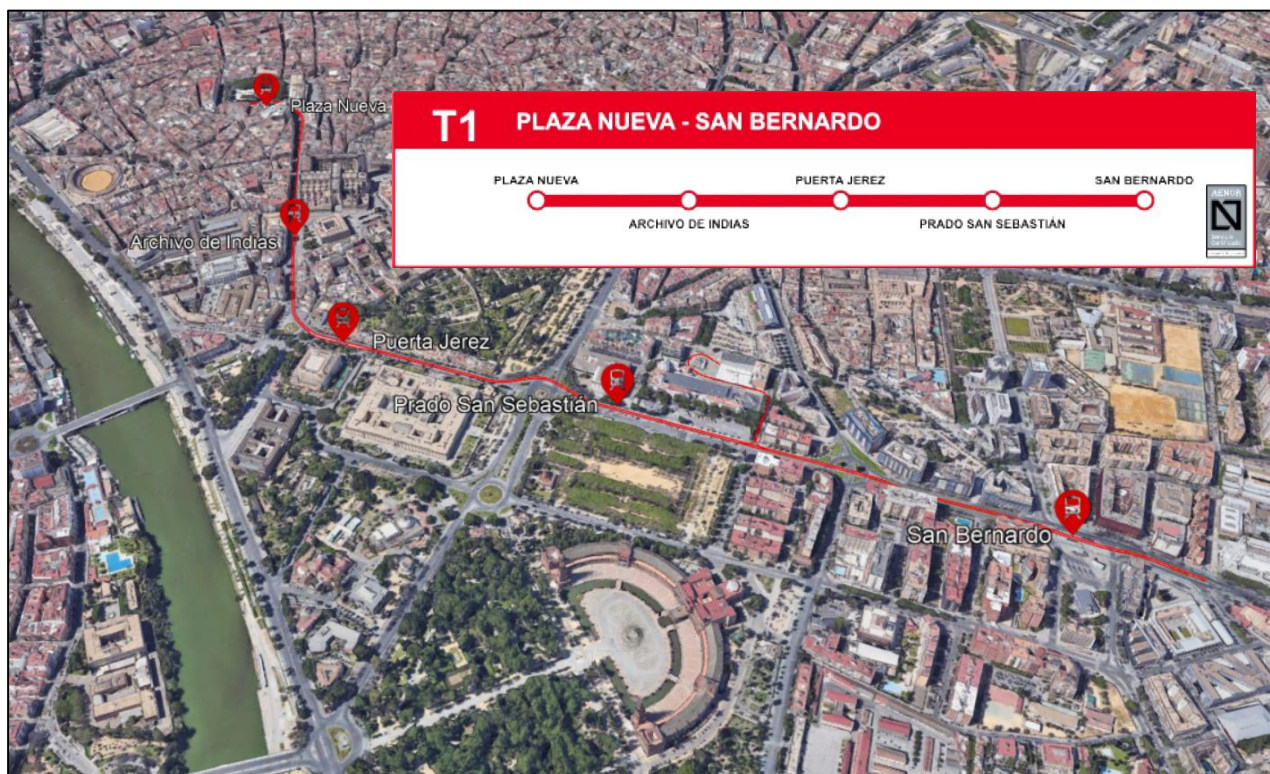 Plaza Nueva
T1 PLAZA NUEVA - SAN BERNARDO
PLAZA NUEVA PUERTA JEREZ SAN BERNARDO
ARCHIVO DE INDIAS PRADO SAN SEBASTIÁN
AENOR
Archivo de Indias
Puerta Jerez
Prado San Sebastián
San Bernardo